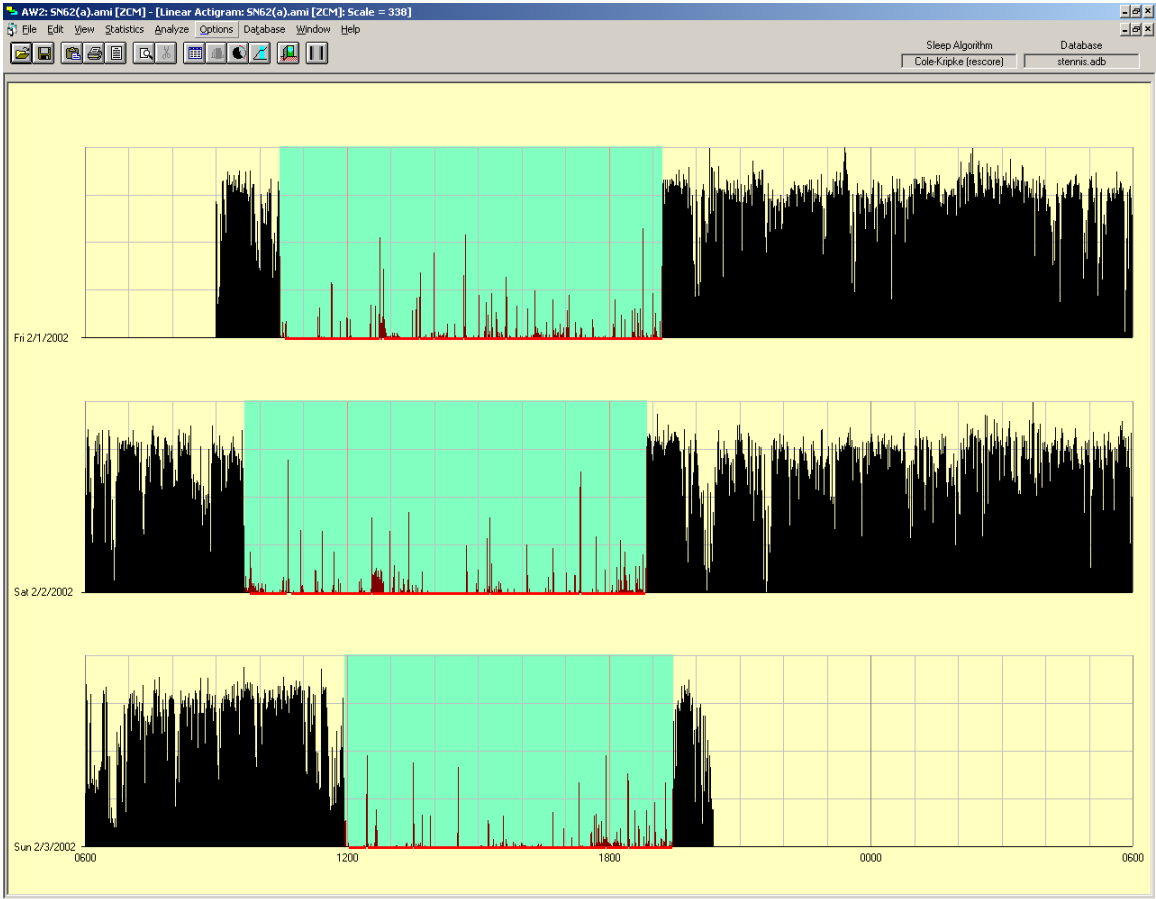 AW2: SN62(a).ami [ZCM] - [Linear Actigram: SN62(a).ami [ZCM]: Scale = 338]
File Edit View Statistics Analyze Options Database Window Help
Sleep Algorithm Database
Cole-Kripke (rescore) stennis.adb
Fri 2/1/2002
Sat 2/2/2002
Sun 2/3/2002
0600 1200 1800 0000 0600